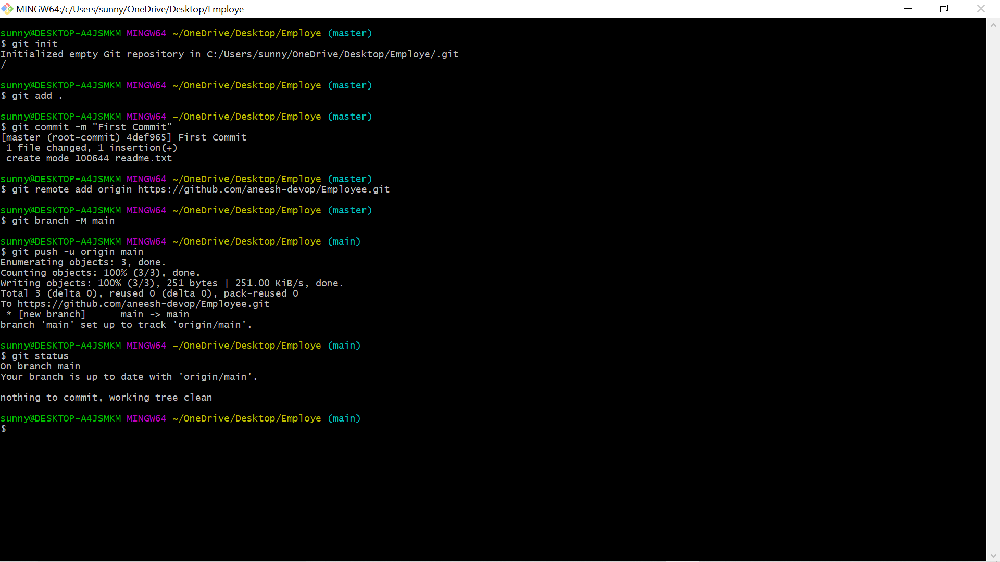 MINGW64:/c/Users/sunny/OneDrive/Desktop/Employe
sunny@DESKTOP-A4JSMKM MINGW64 ~/OneDrive/Desktop/Employe (master)
$ git init
Initialized empty Git repository in C:/Users/sunny/OneDrive/Desktop/Employe/.git
/
sunny@DESKTOP-A4JSMKM MINGW64 ~/OneDrive/Desktop/Employe (master)
$ git add .
sunny@DESKTOP-A4JSMKM MINGW64 ~/OneDrive/Desktop/Employe (master)
$ git commit -m "First Commit"
[master (root-commit) 4def965] First Commit
 1 file changed, 1 insertion(+)
 create mode 100644 readme.txt
sunny@DESKTOP-A4JSMKM MINGW64 ~/OneDrive/Desktop/Employe (master)
$ git remote add origin https://github.com/aneesh-devop/Employee.git
sunny@DESKTOP-A4JSMKM MINGW64 ~/OneDrive/Desktop/Employe (master)
$ git branch -M main
sunny@DESKTOP-A4JSMKM MINGW64 ~/OneDrive/Desktop/Employe (main)
$ git push -u origin main
Enumerating objects: 3, done.
Counting objects: 100% (3/3), done.
Writing objects: 100% (3/3), 251 bytes | 251.00 KiB/s, done.
Total 3 (delta 0), reused 0 (delta 0), pack-reused 0
To https://github.com/aneesh-devop/Employee.git
 * [new branch]      main -> main
branch 'main' set up to track 'origin/main'.
sunny@DESKTOP-A4JSMKM MINGW64 ~/OneDrive/Desktop/Employe (main)
$ git status
On branch main
Your branch is up to date with 'origin/main'.
nothing to commit, working tree clean
sunny@DESKTOP-A4JSMKM MINGW64 ~/OneDrive/Desktop/Employe (main)
$